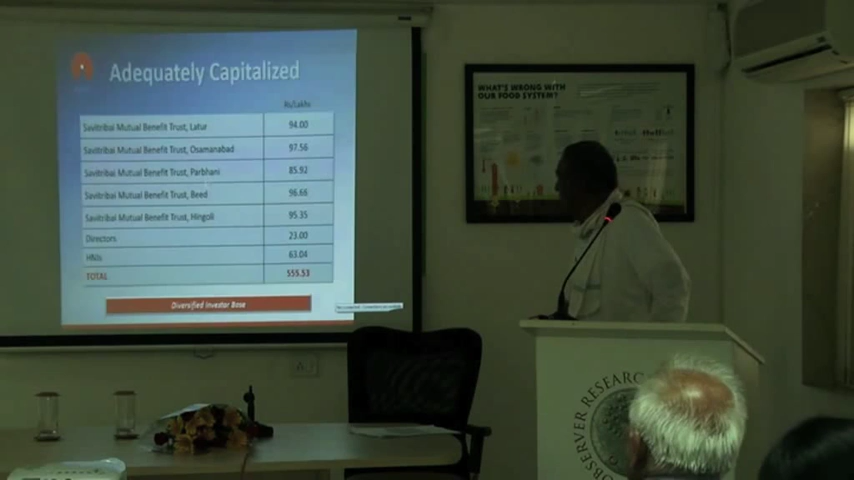 Adequately Capitalized
Rs/Lakhs
Savitribai Mutual Benefit Trust, Latur 94.00
Savitribai Mutual Benefit Trust, Osamanabad 97.56
Savitribai Mutual Benefit Trust, Parbhani 85.92
Savitribai Mutual Benefit Trust, Beed 96.66
Savitribai Mutual Benefit Trust, Hingoli 95.35
Directors 23.00
HNIs 63.04
TOTAL 555.53
Diversified Investor Base
WHAT'S WRONG WITH
OUR FOOD SYSTEM?
OBSERVER RESEARC